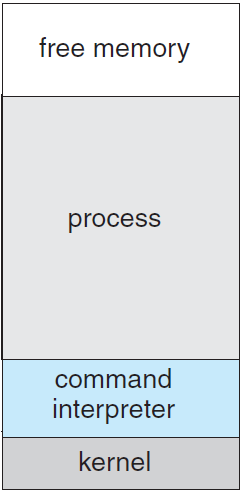 free memory
process
command
interpreter
kernel